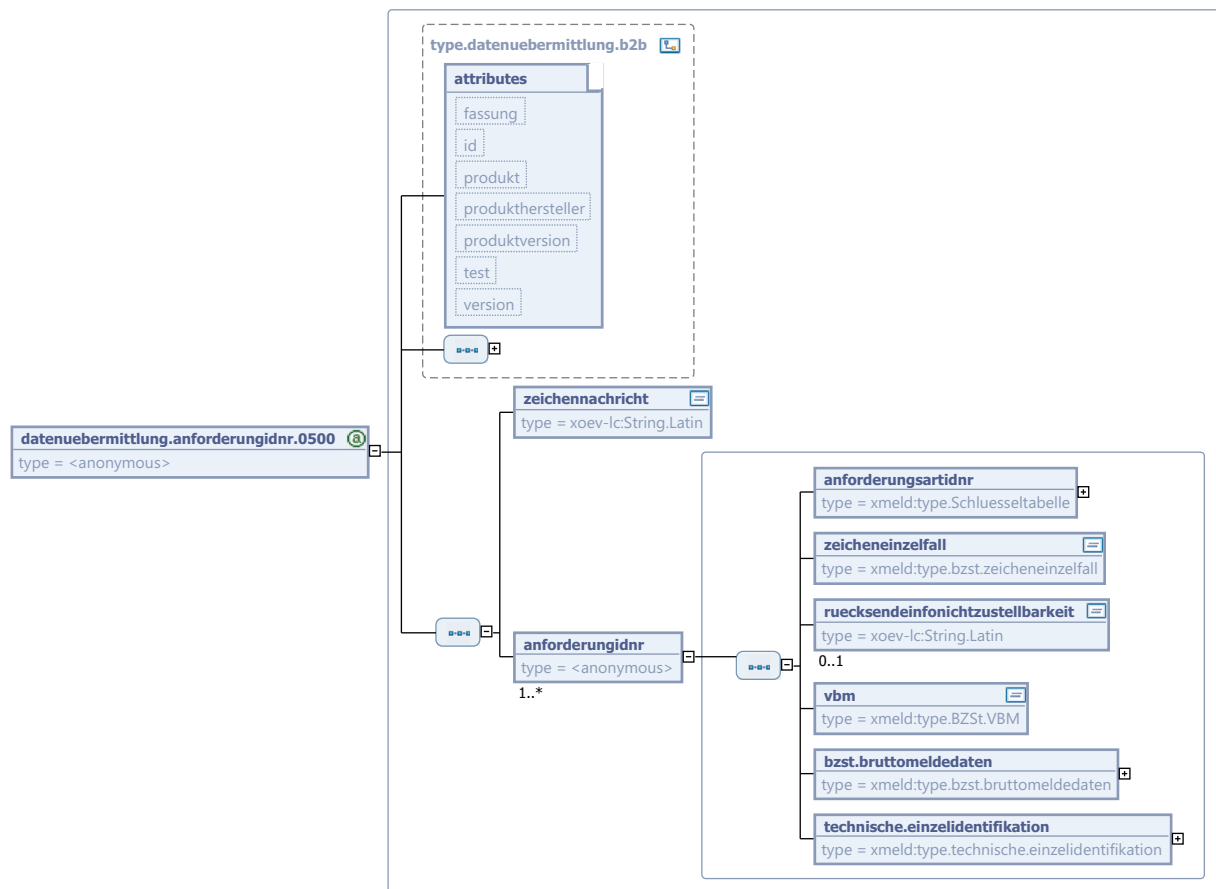 type.datenuebermittlung.b2b
attributes
fassung
id
produkt
produkthersteller
produktversion
test
version
zeichennachricht
type = xoev-lc:String.Latin
datenuebermittlung.anforderungidnr.0500 a
type = <anonymous>
anforderungsartidnr
type = xmeld:type.Schluesseltabelle
zeicheneinzelfall
type = xmeld:type.bzst.zeicheneinzelfall
ruecksendeinfonichtzustellbarkeit
type = xoev-lc:String.Latin
0..1
anforderungidnr
type = <anonymous>
1..*
vbm
type = xmeld:type.BZSt.VBM
bzst.bruttomeldedaten
type = xmeld:type.bzst.bruttomeldedaten
technische.einzelidentifikation
type = xmeld:type.technische.einzelidentifikation